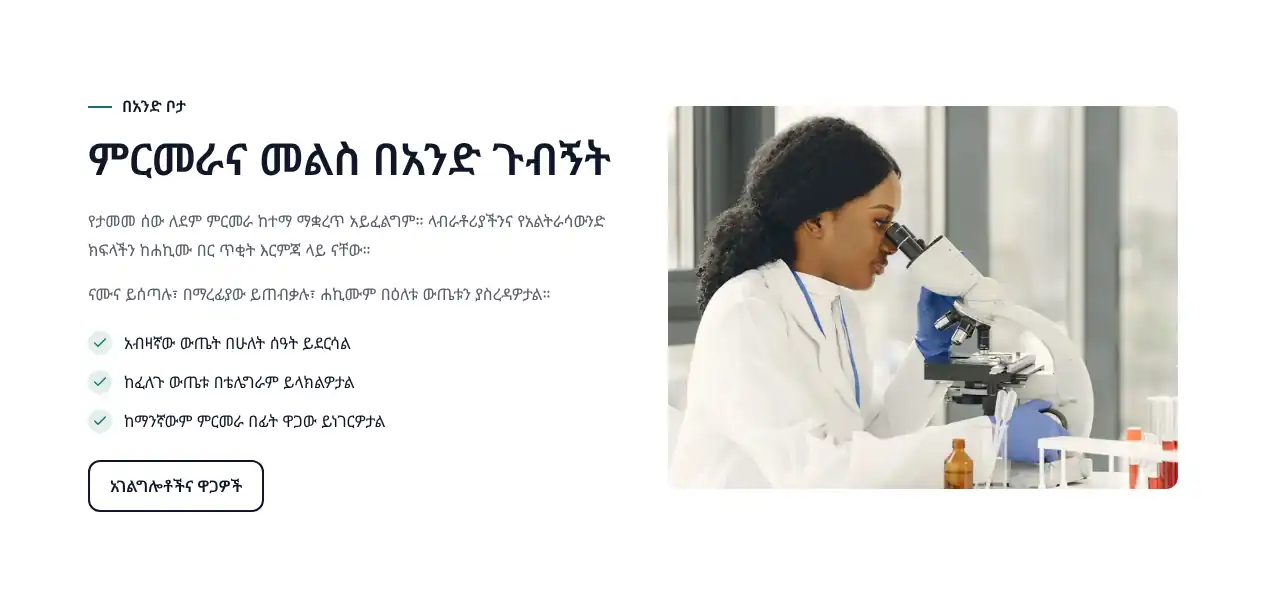 በአንድ ቦታ
ምርመራና መልስ በአንድ ጉብኝት
የታመመ ሰው ለደም ምርመራ ከተማ ማቋረጥ አይፈልግም። ላብራቶሪያችንና የአልትራሳውንድ
ክፍላችን ከሐኪሙ በር ጥቂት እርምጃ ላይ ናቸው።
ናሙና ይሰጣሉ፣ በማረፊያው ይጠብቃሉ፣ ሐኪሙም በዕለቱ ውጤቱን ያስረዳዎታል።
አብዛኛው ውጤት በሁለት ሰዓት ይደርሳል
ከፈለጉ ውጤቱ በቴሌግራም ይላክልዎታል
ከማንኛውም ምርመራ በፊት ዋጋው ይነገርዎታል
አገልግሎቶችና ዋጋዎች